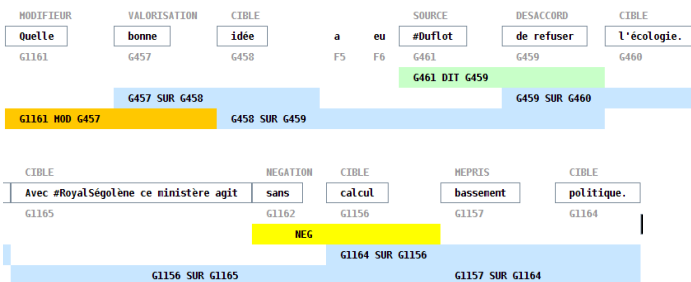 MODIFIEUR VALORISATION CIBLE SOURCE DESACCORD CIBLE
Quelle bonne idée a eu #Duflot de refuser l'écologie.
G1161 G457 G458 F5 F6 G461 G459 G460
G461 DIT G459
G457 SUR G458 G459 SUR G460
G1161 MOD G457 G458 SUR G459
CIBLE NEGATION CIBLE MEPRIS CIBLE
Avec #RoyalSégolène ce ministère agit sans calcul bassement politique.
G1165 G1162 G1156 G1157 G1164
NEG
G1164 SUR G1156
G1156 SUR G1165 G1157 SUR G1164